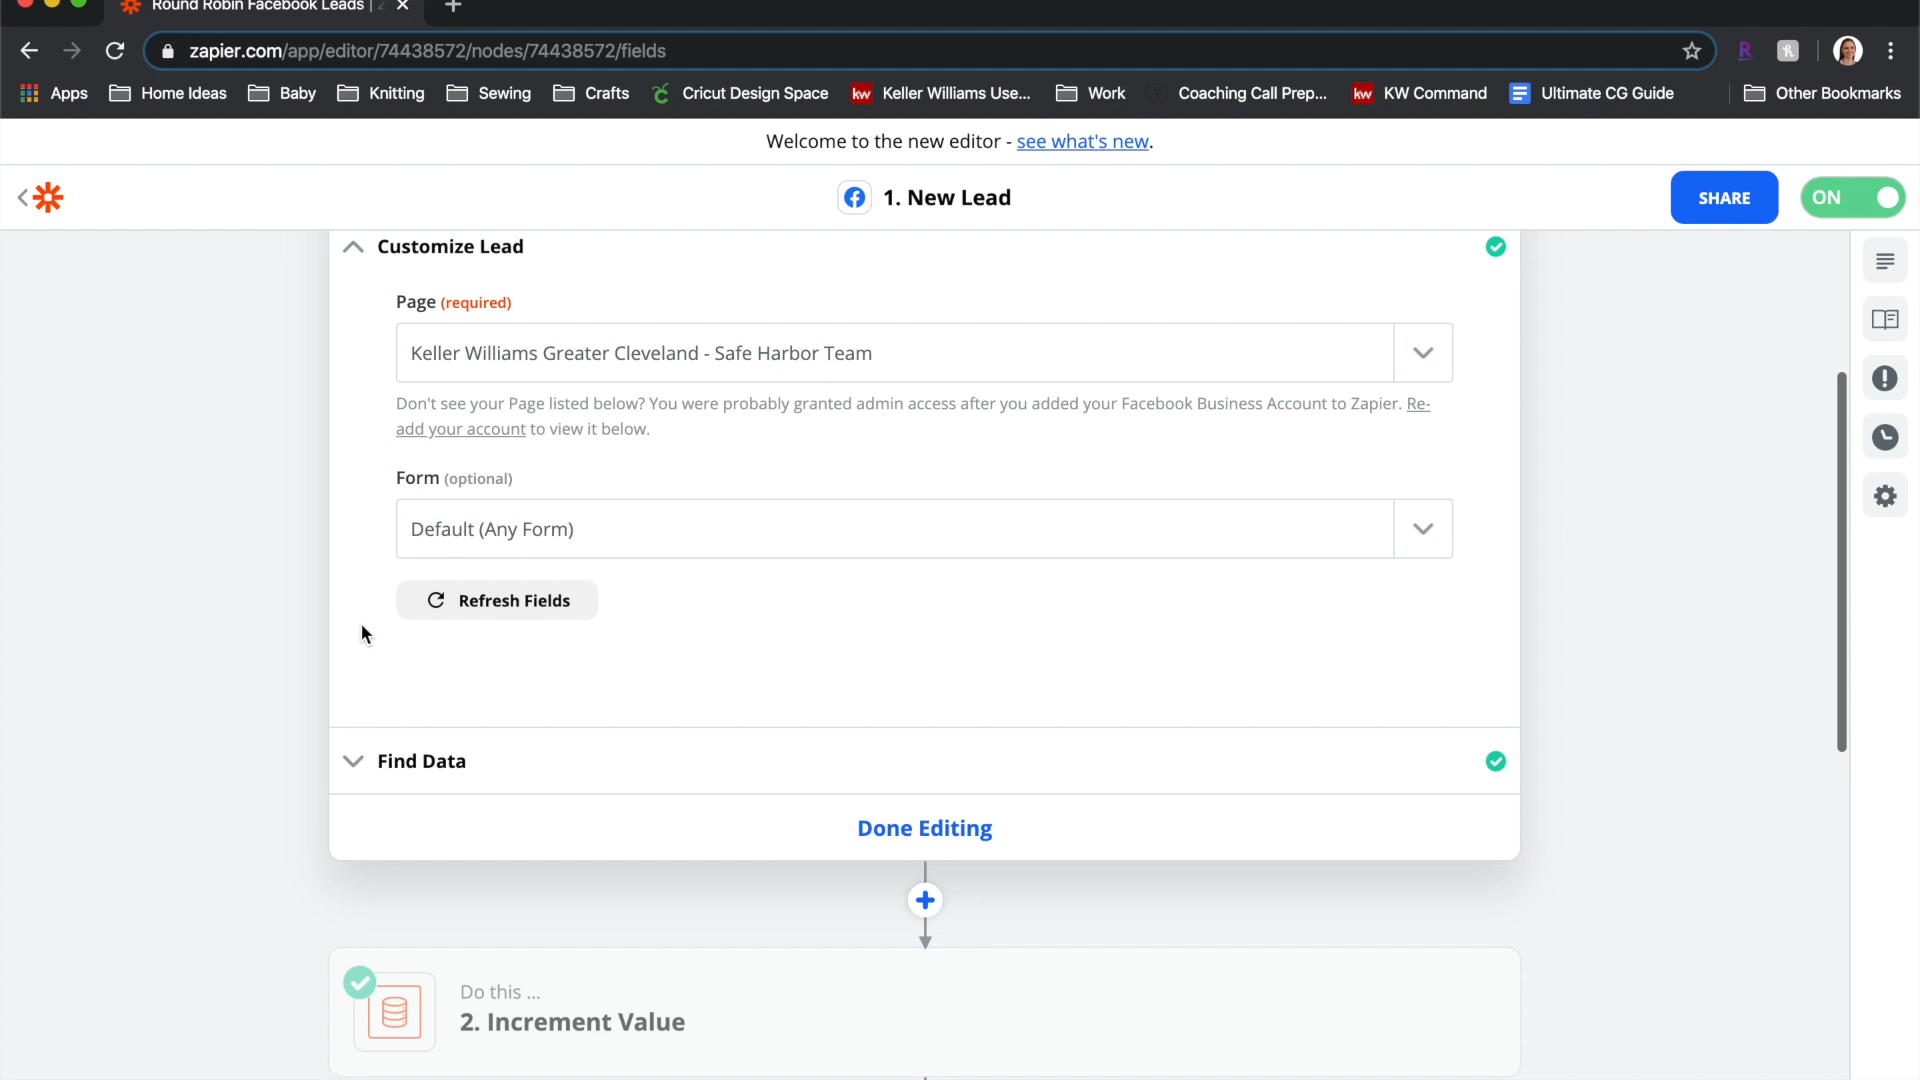 Round Robin Facebook Leads |
zapier.com/app/editor/74438572/nodes/74438572/fields
Apps Home Ideas Baby Knitting Sewing Crafts Cricut Design Space kw Keller Williams Use... Work Coaching Call Prep... kw KW Command Ultimate CG Guide Other Bookmarks
Welcome to the new editor - see what's new.
1. New Lead
SHARE
ON
Customize Lead
Page (required)
Keller Williams Greater Cleveland - Safe Harbor Team
Don't see your Page listed below? You were probably granted admin access after you added your Facebook Business Account to Zapier. Re-
add your account to view it below.
Form (optional)
Default (Any Form)
Refresh Fields
Find Data
Done Editing
Do this ...
2. Increment Value